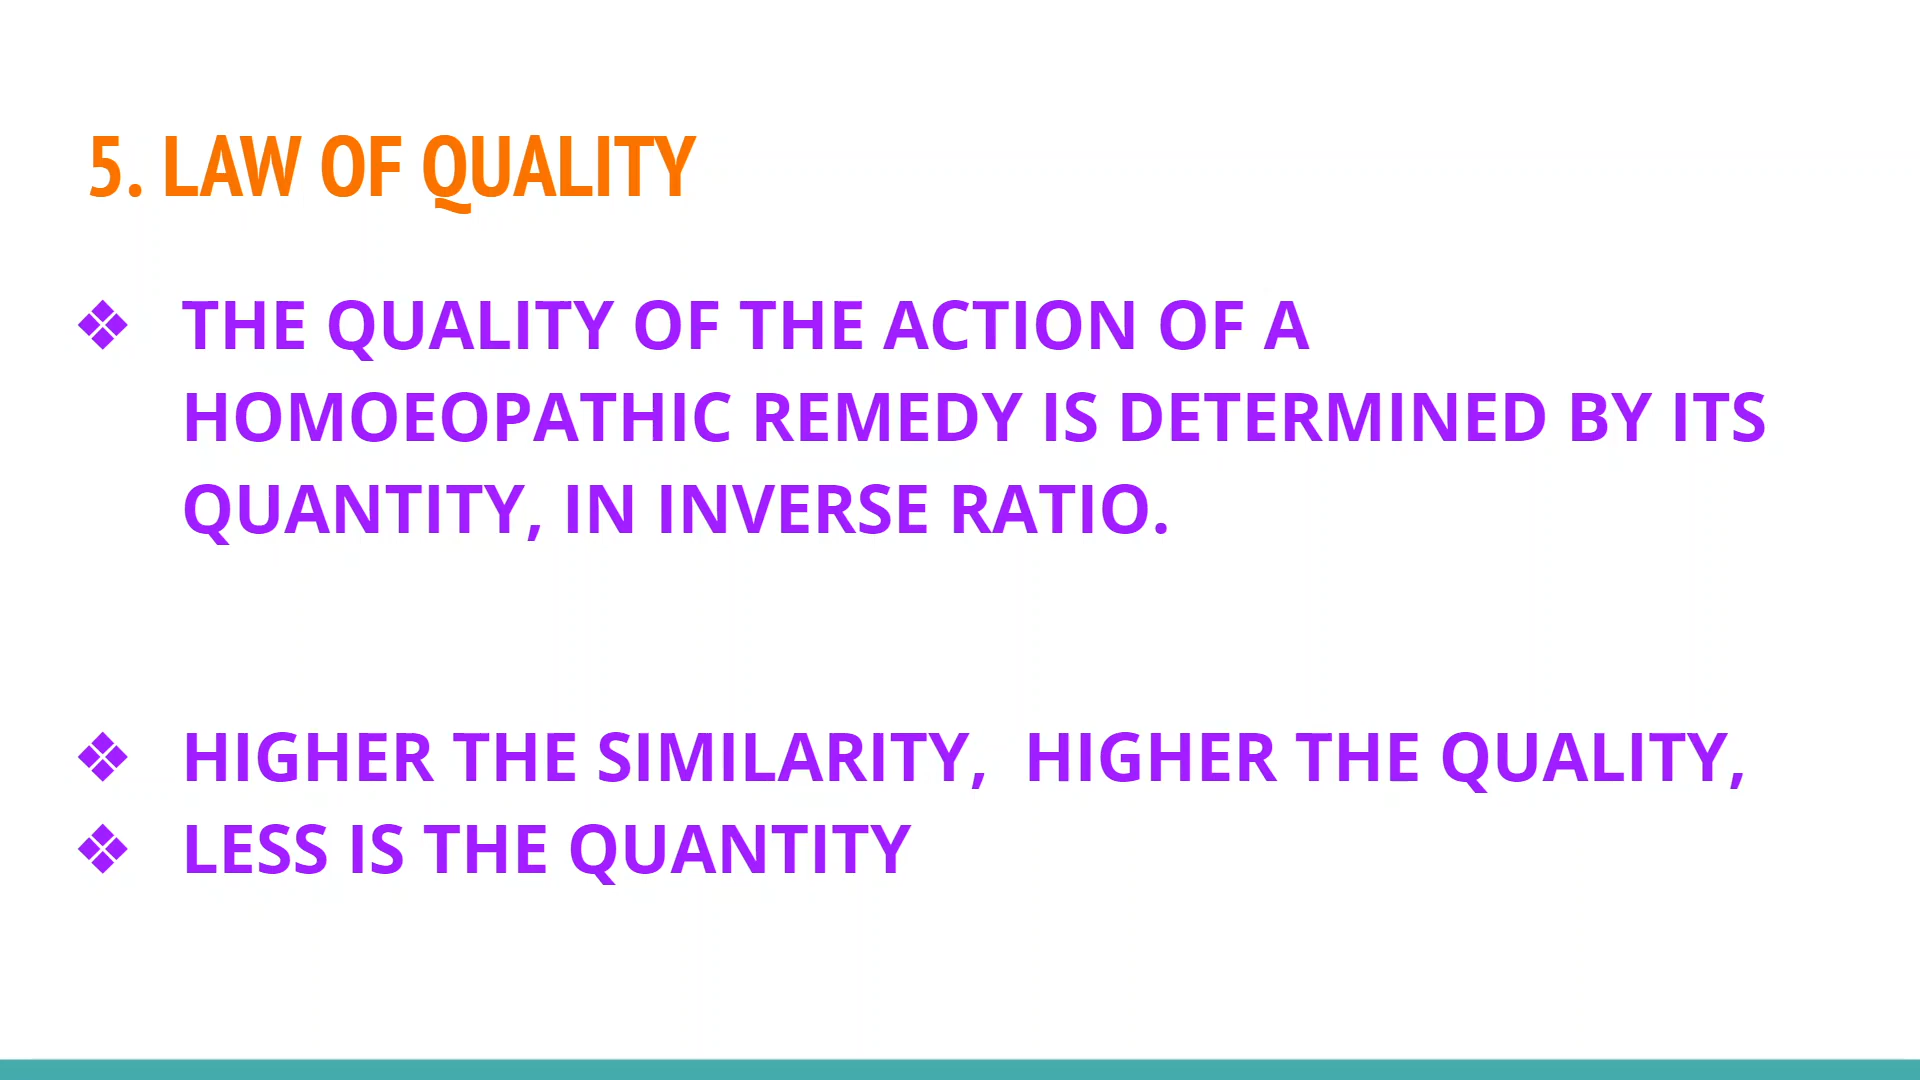 5. LAW OF QUALITY
❖ THE QUALITY OF THE ACTION OF A
HOMOEOPATHIC REMEDY IS DETERMINED BY ITS
QUANTITY, IN INVERSE RATIO.
❖ HIGHER THE SIMILARITY,  HIGHER THE QUALITY,
❖ LESS IS THE QUANTITY